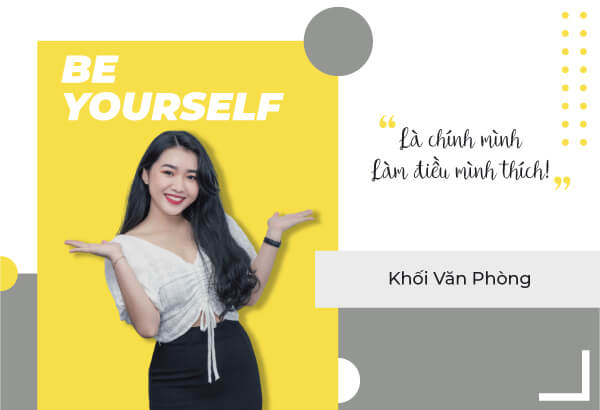 BE
YOURSELF
“Là chính mình
Làm điều mình thích!”
Khối Văn Phòng